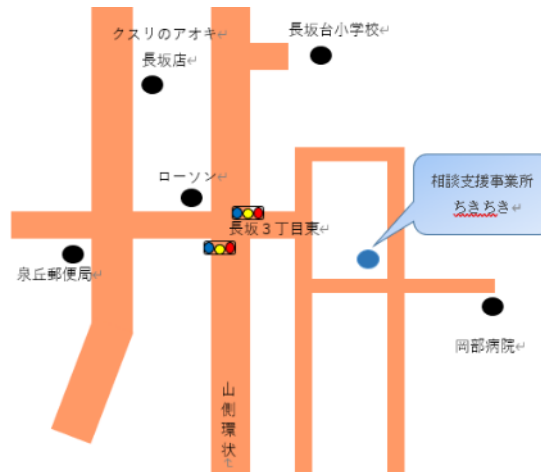 クスリのアオキ
長坂店
長坂台小学校
相談支援事業所
ちきちき
ローソン
長坂３丁目東
泉丘郵便局
岡部病院
山側環状